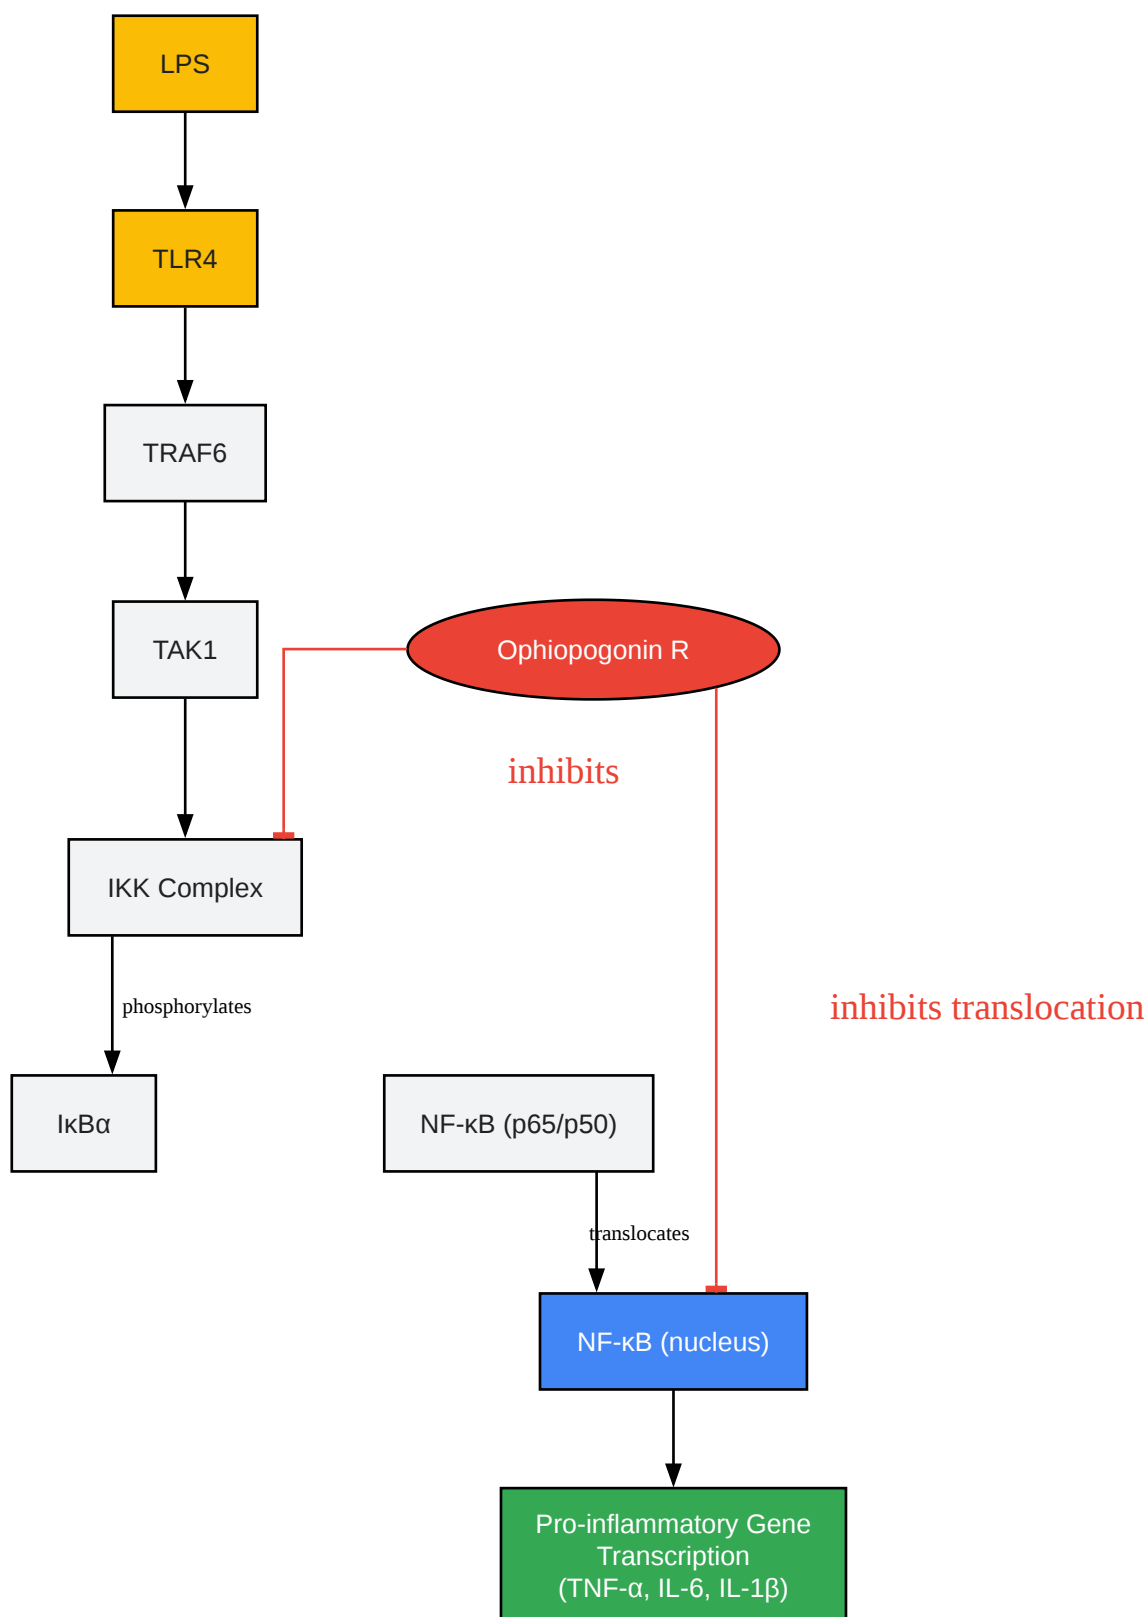 LPS
TLR4
TRAF6
TAK1
Ophiopogonin R
inhibits
IKK Complex
phosphorylates
inhibits translocation
IκBα
NF-κB (p65/p50)
translocates
NF-κB (nucleus)
Pro-inflammatory Gene
Transcription
(TNF-α, IL-6, IL-1β)